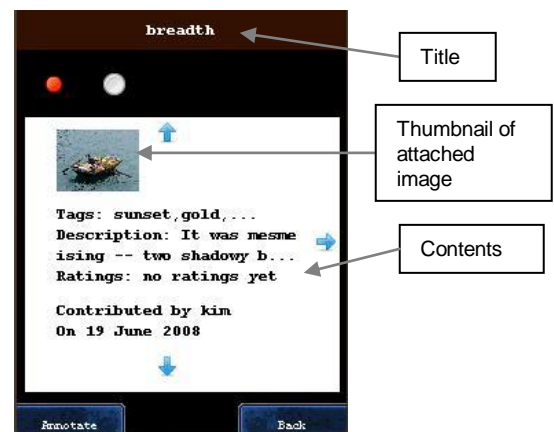 breadth
Title
Thumbnail of
attached
image
Tags: sunset,gold,...
Description: It was mesme
ising -- two shadowy b...
Ratings: no ratings yet
Contents
Contributed by kim
On 19 June 2008
Annotate
Back